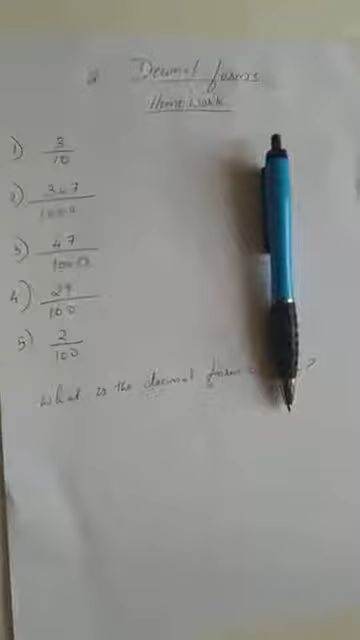 Decimal forms
Home Work
1) 3/10
2) 367/1000
3) 47/1000
4) 29/100
5) 2/100
What is the decimal form ?